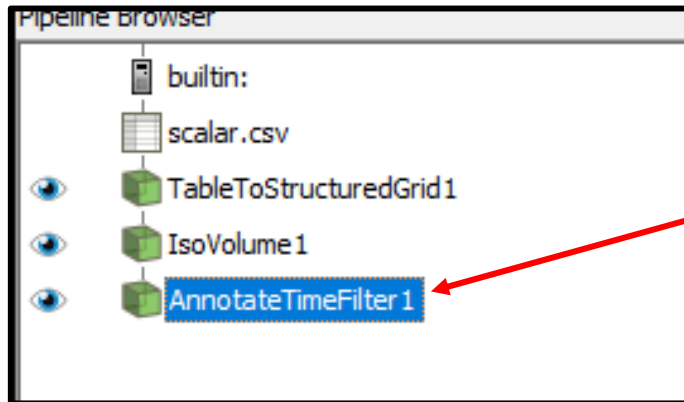 Pipeline Browser
builtin:
scalar.csv
TableToStructuredGrid1
IsoVolume1
AnnotateTimeFilter1